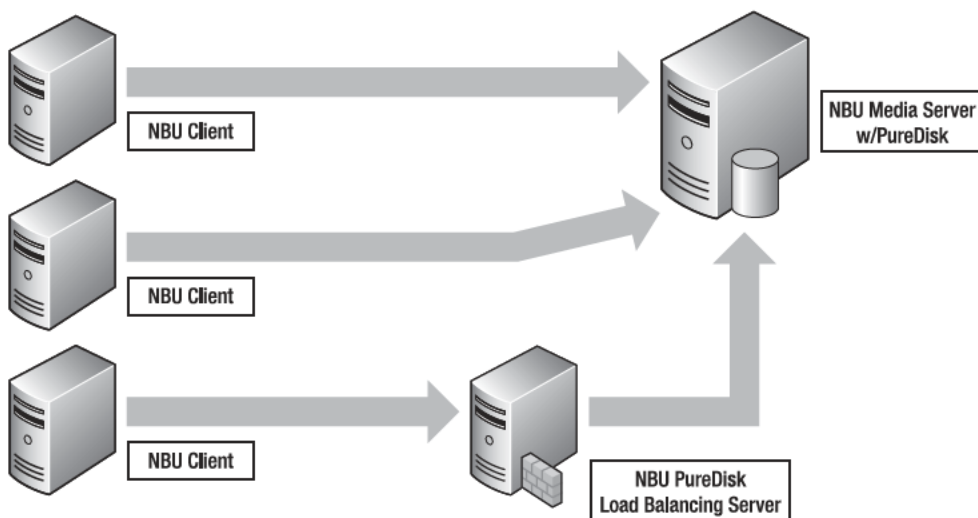 NBU Client
NBU Media Server
w/PureDisk
NBU Client
NBU Client
NBU PureDisk
Load Balancing Server